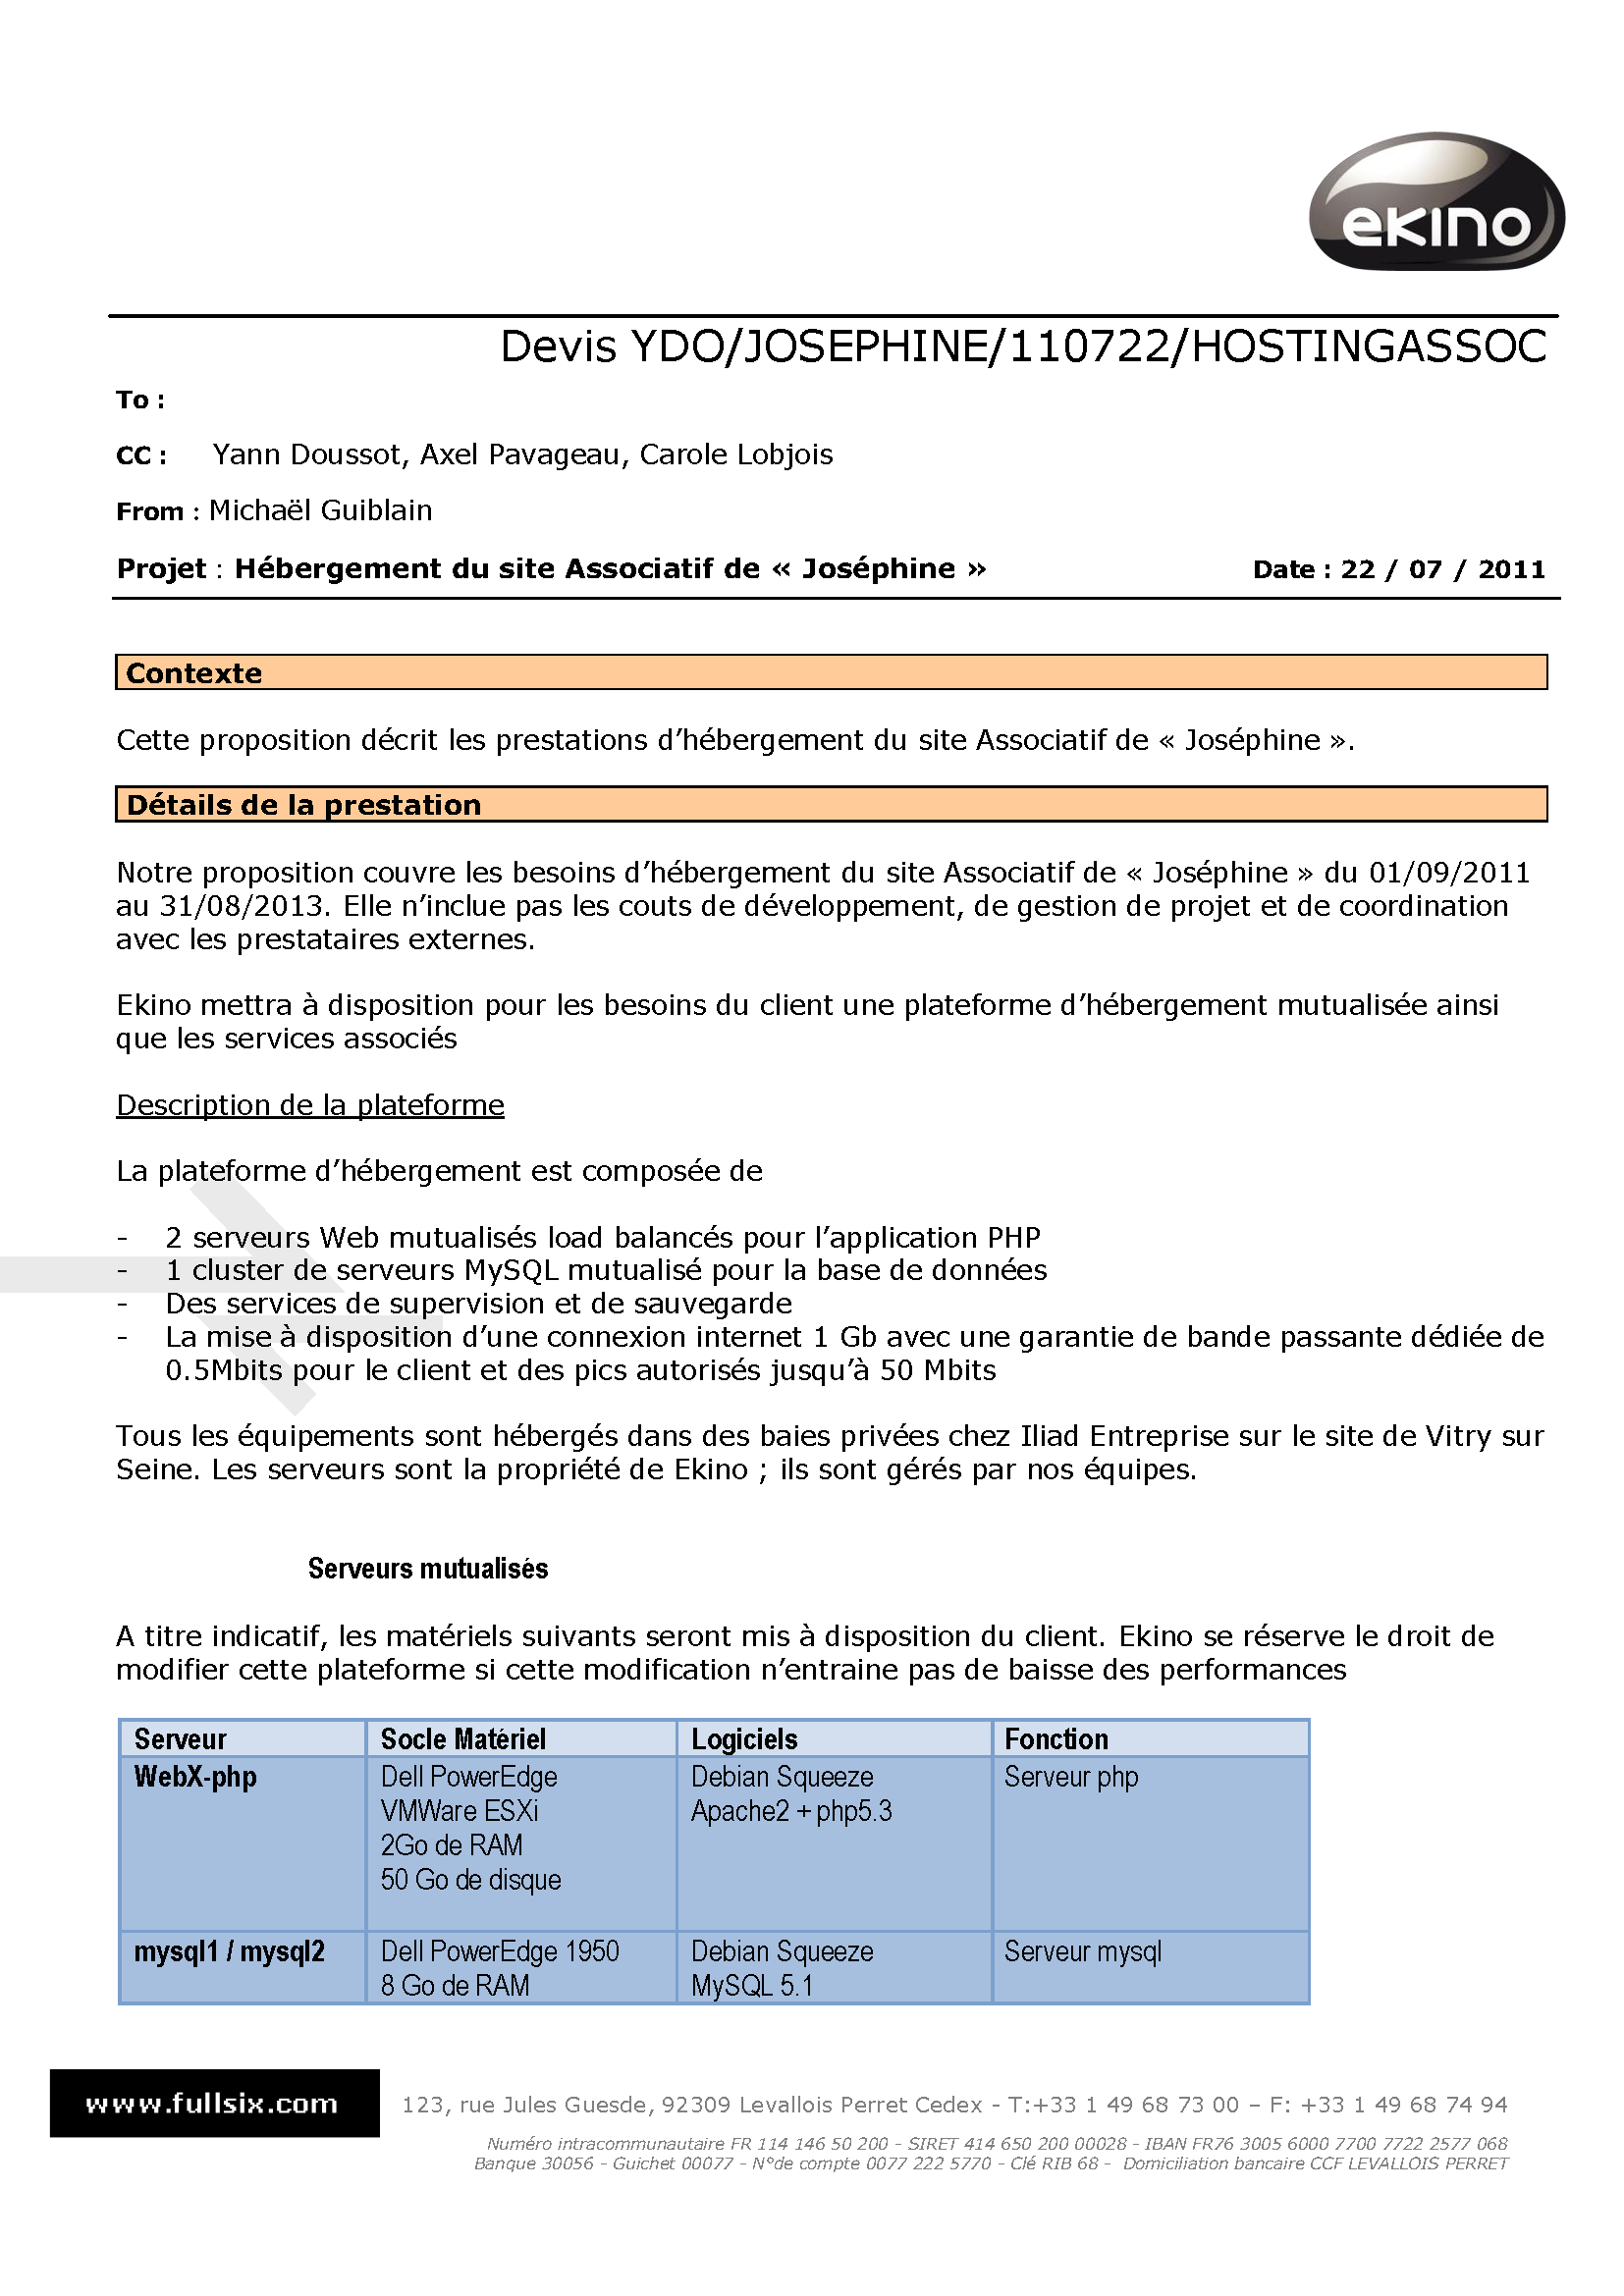 ekino
Devis YDO/JOSEPHINE/110722/HOSTINGASSOC
To :
CC : Yann Doussot, Axel Pavageau, Carole Lobjois
From : Michaël Guiblain
Projet : Hébergement du site Associatif de « Joséphine » Date : 22 / 07 / 2011
Contexte
Cette proposition décrit les prestations d’hébergement du site Associatif de « Joséphine ».
Détails de la prestation
Notre proposition couvre les besoins d’hébergement du site Associatif de « Joséphine » du 01/09/2011
au 31/08/2013. Elle n’inclue pas les couts de développement, de gestion de projet et de coordination
avec les prestataires externes.
Ekino mettra à disposition pour les besoins du client une plateforme d’hébergement mutualisée ainsi
que les services associés
Description de la plateforme
La plateforme d’hébergement est composée de
- 2 serveurs Web mutualisés load balancés pour l’application PHP
- 1 cluster de serveurs MySQL mutualisé pour la base de données
- Des services de supervision et de sauvegarde
- La mise à disposition d’une connexion internet 1 Gb avec une garantie de bande passante dédiée de
0.5Mbits pour le client et des pics autorisés jusqu’à 50 Mbits
Tous les équipements sont hébergés dans des baies privées chez Iliad Entreprise sur le site de Vitry sur
Seine. Les serveurs sont la propriété de Ekino ; ils sont gérés par nos équipes.
Serveurs mutualisés
A titre indicatif, les matériels suivants seront mis à disposition du client. Ekino se réserve le droit de
modifier cette plateforme si cette modification n’entraine pas de baisse des performances
Serveur Socle Matériel Logiciels Fonction
WebX-php Dell PowerEdge Debian Squeeze Serveur php
VMWare ESXi Apache2 + php5.3
2Go de RAM
50 Go de disque
mysql1 / mysql2 Dell PowerEdge 1950 Debian Squeeze Serveur mysql
8 Go de RAM MySQL 5.1
www.fullsix.com 123, rue Jules Guesde, 92309 Levallois Perret Cedex - T:+33 1 49 68 73 00 – F: +33 1 49 68 74 94
Numéro intracommunautaire FR 114 146 50 200 - SIRET 414 650 200 00028 - IBAN FR76 3005 6000 7700 7722 2577 068
Banque 30056 - Guichet 00077 - N°de compte 0077 222 5770 - Clé RIB 68 - Domiciliation bancaire CCF LEVALLOIS PERRET